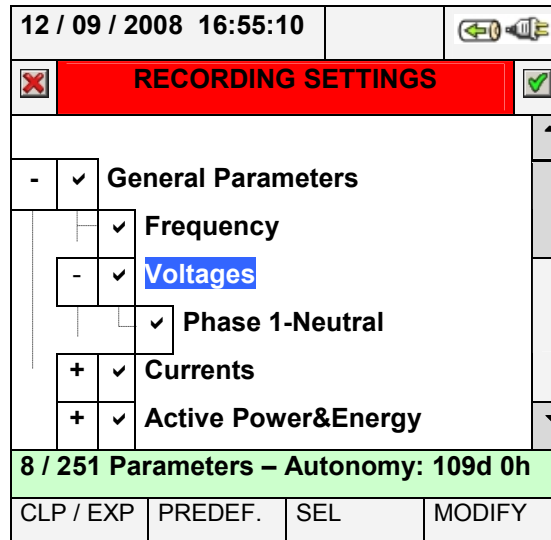 12 / 09 / 2008 16:55:10
RECORDING SETTINGS
- General Parameters
Frequency
- Voltages
Phase 1-Neutral
+ Currents
+ Active Power&Energy
8 / 251 Parameters – Autonomy: 109d 0h
CLP / EXP PREDEF. SEL MODIFY